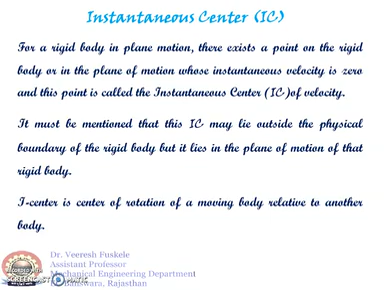 Instantaneous Center (IC)
For a rigid body in plane motion, there exists a point on the rigid
body or in the plane of motion whose instantaneous velocity is zero
and this point is called the Instantaneous Center (IC)of velocity.
It must be mentioned that this IC may lie outside the physical
boundary of the rigid body but it lies in the plane of motion of that
rigid body.
I-center is center of rotation of a moving body relative to another
body.
Dr. Veeresh Fuskele
Assistant Professor
Mechanical Engineering Department
Banswara, Rajasthan
RECORDED WITH
SCREENCAST